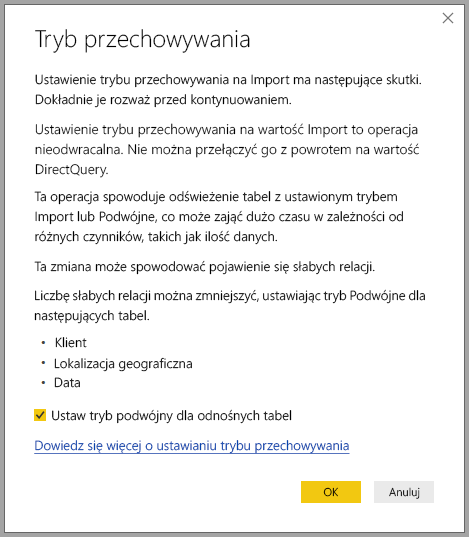 Tryb przechowywania
Ustawienie trybu przechowywania na Import ma następujące skutki.
Dokładnie je rozważ przed kontynuowaniem.
Ustawienie trybu przechowywania na wartość Import to operacja
nieodwracalna. Nie można przełączyć go z powrotem na wartość
DirectQuery.
Ta operacja spowoduje odświeżenie tabel z ustawionym trybem
Import lub Podwójne, co może zająć dużo czasu w zależności od
różnych czynników, takich jak ilość danych.
Ta zmiana może spowodować pojawienie się słabych relacji.
Liczbę słabych relacji można zmniejszyć, ustawiając tryb Podwójne dla
następujących tabel.
• Klient
• Lokalizacja geograficzna
• Data
Ustaw tryb podwójny dla odnośnych tabel
Dowiedz się więcej o ustawianiu trybu przechowywania
OK
Anuluj